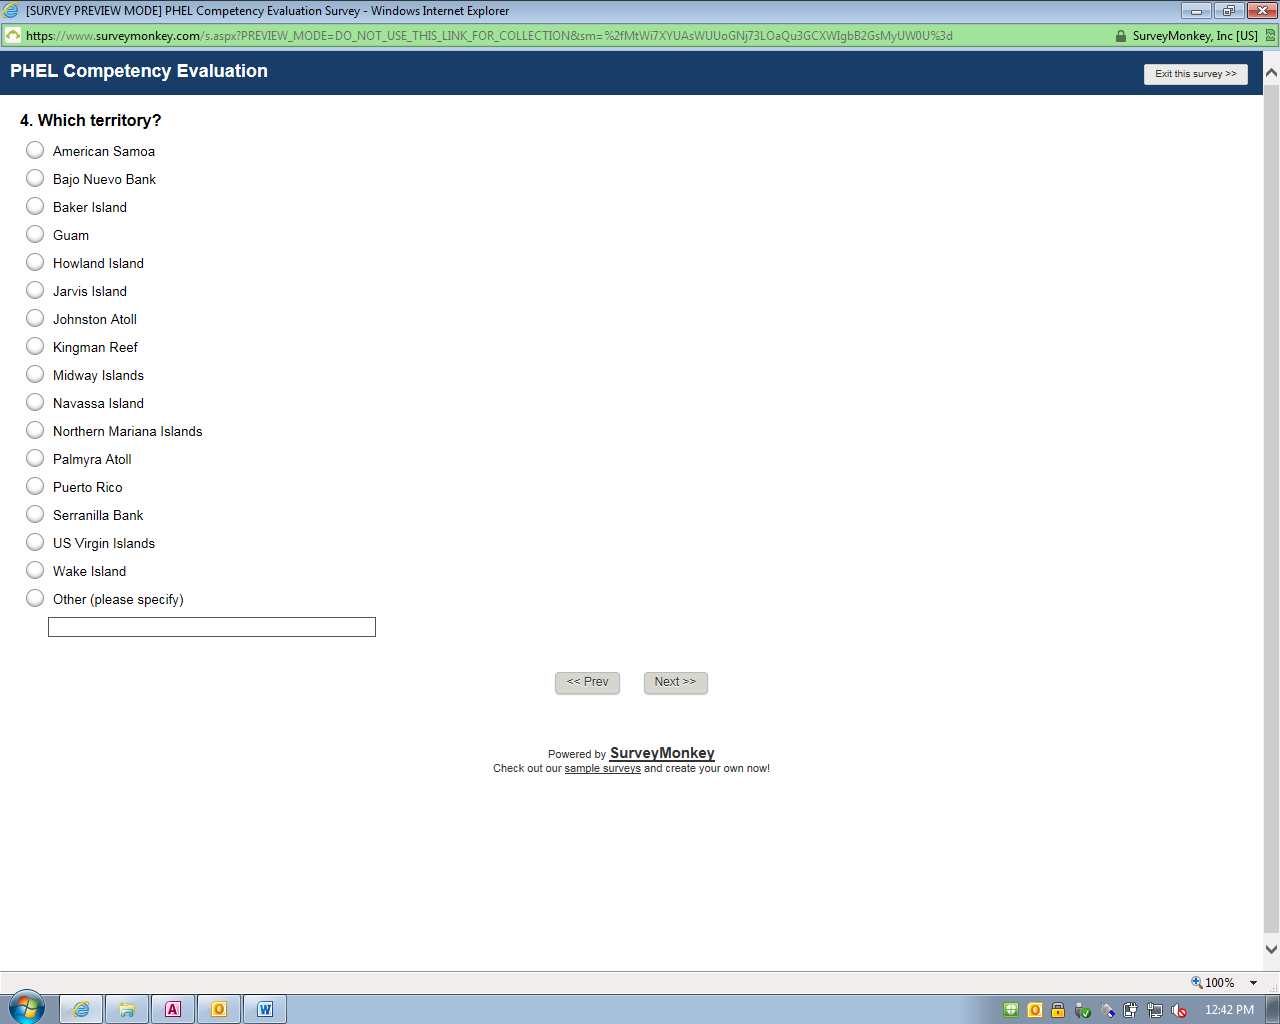 [SURVEY PREVIEW MODE] PHEL Competency Evaluation Survey - Windows Internet Explorer
https://www.surveymonkey.com/s.aspx?PREVIEW_MODE=DO_NOT_USE_THIS_LINK_FOR_COLLECTION&sm=%2fMtWi7XYUAsWUUoGNj73LOaQu3GCXWIgbB2GsMyUW0U%3d
SurveyMonkey, Inc [US]
PHEL Competency Evaluation
Exit this survey >>
4. Which territory?
American Samoa
Bajo Nuevo Bank
Baker Island
Guam
Howland Island
Jarvis Island
Johnston Atoll
Kingman Reef
Midway Islands
Navassa Island
Northern Mariana Islands
Palmyra Atoll
Puerto Rico
Serranilla Bank
US Virgin Islands
Wake Island
Other (please specify)
<< Prev
Next >>
Powered by SurveyMonkey
Check out our sample surveys and create your own now!
100%
12:42 PM